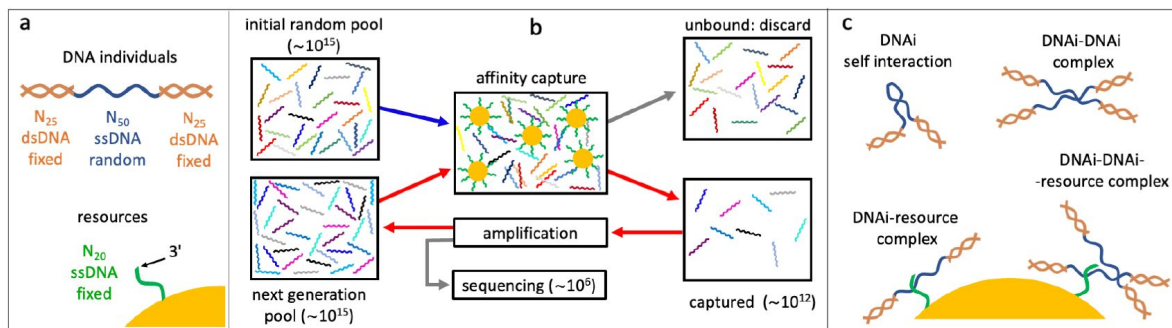 a
DNA individuals
N25 N50 N25
dsDNA ssDNA dsDNA
fixed random fixed
resources
N20
ssDNA
fixed
3'
b
initial random pool
(~10^15)
affinity capture
unbound: discard
amplification
sequencing (~10^6)
next generation
pool (~10^15)
captured (~10^12)
c
DNAi
self interaction
DNAi-DNAi
complex
DNAi-resource
complex
DNAi-DNAi-
-resource complex